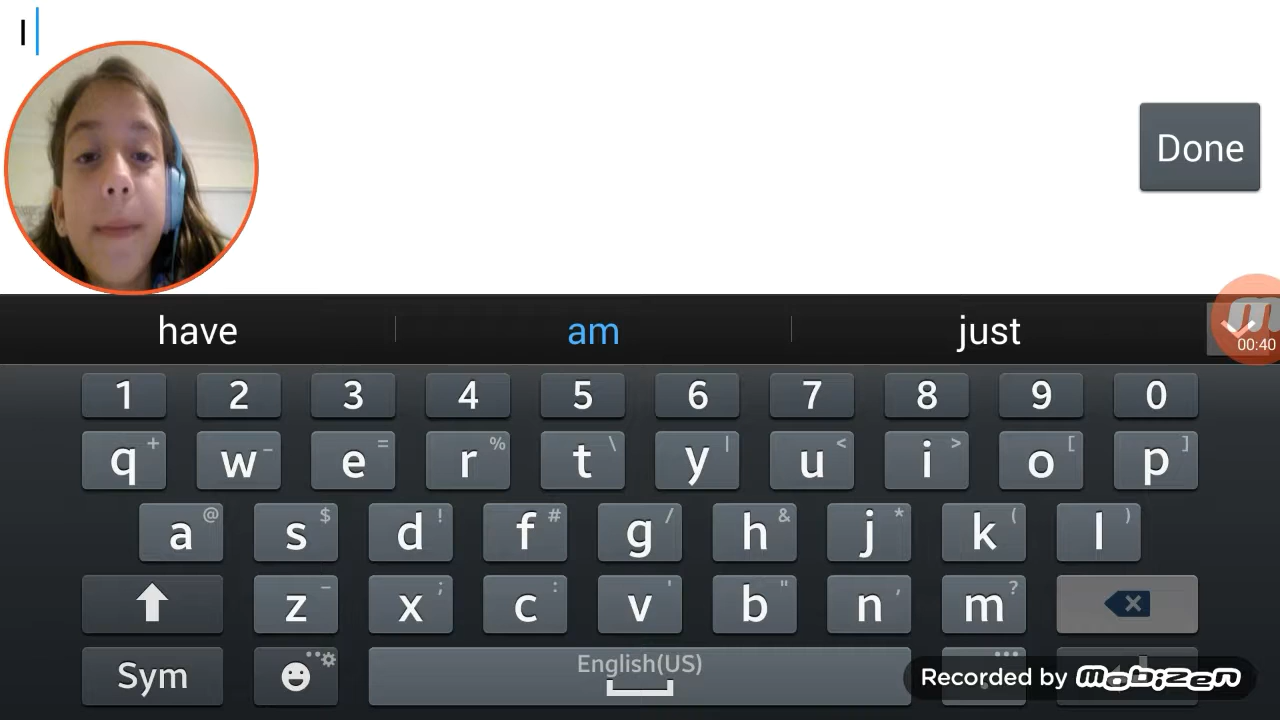 I
Done
have am just
00:40
1 2 3 4 5 6 7 8 9 0
q + w _ e = r % t \ y | u < i > o [ p ]
a @ s $ d ! f # g / h & j * k ( l )
z - x ; c : v ' b " n , m ?
Sym English(US)
Recorded by mobizen